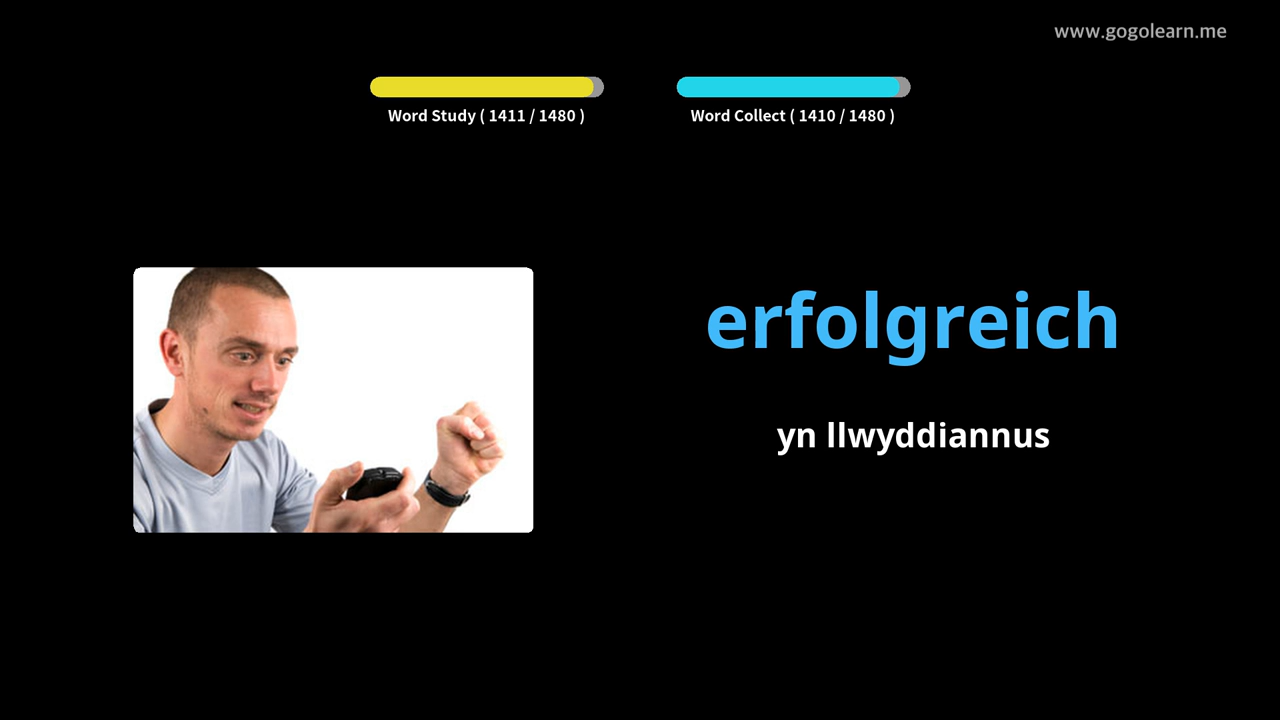 www.gogolearn.me
Word Study ( 1411 / 1480 )
Word Collect ( 1410 / 1480 )
erfolgreich
yn llwyddiannus